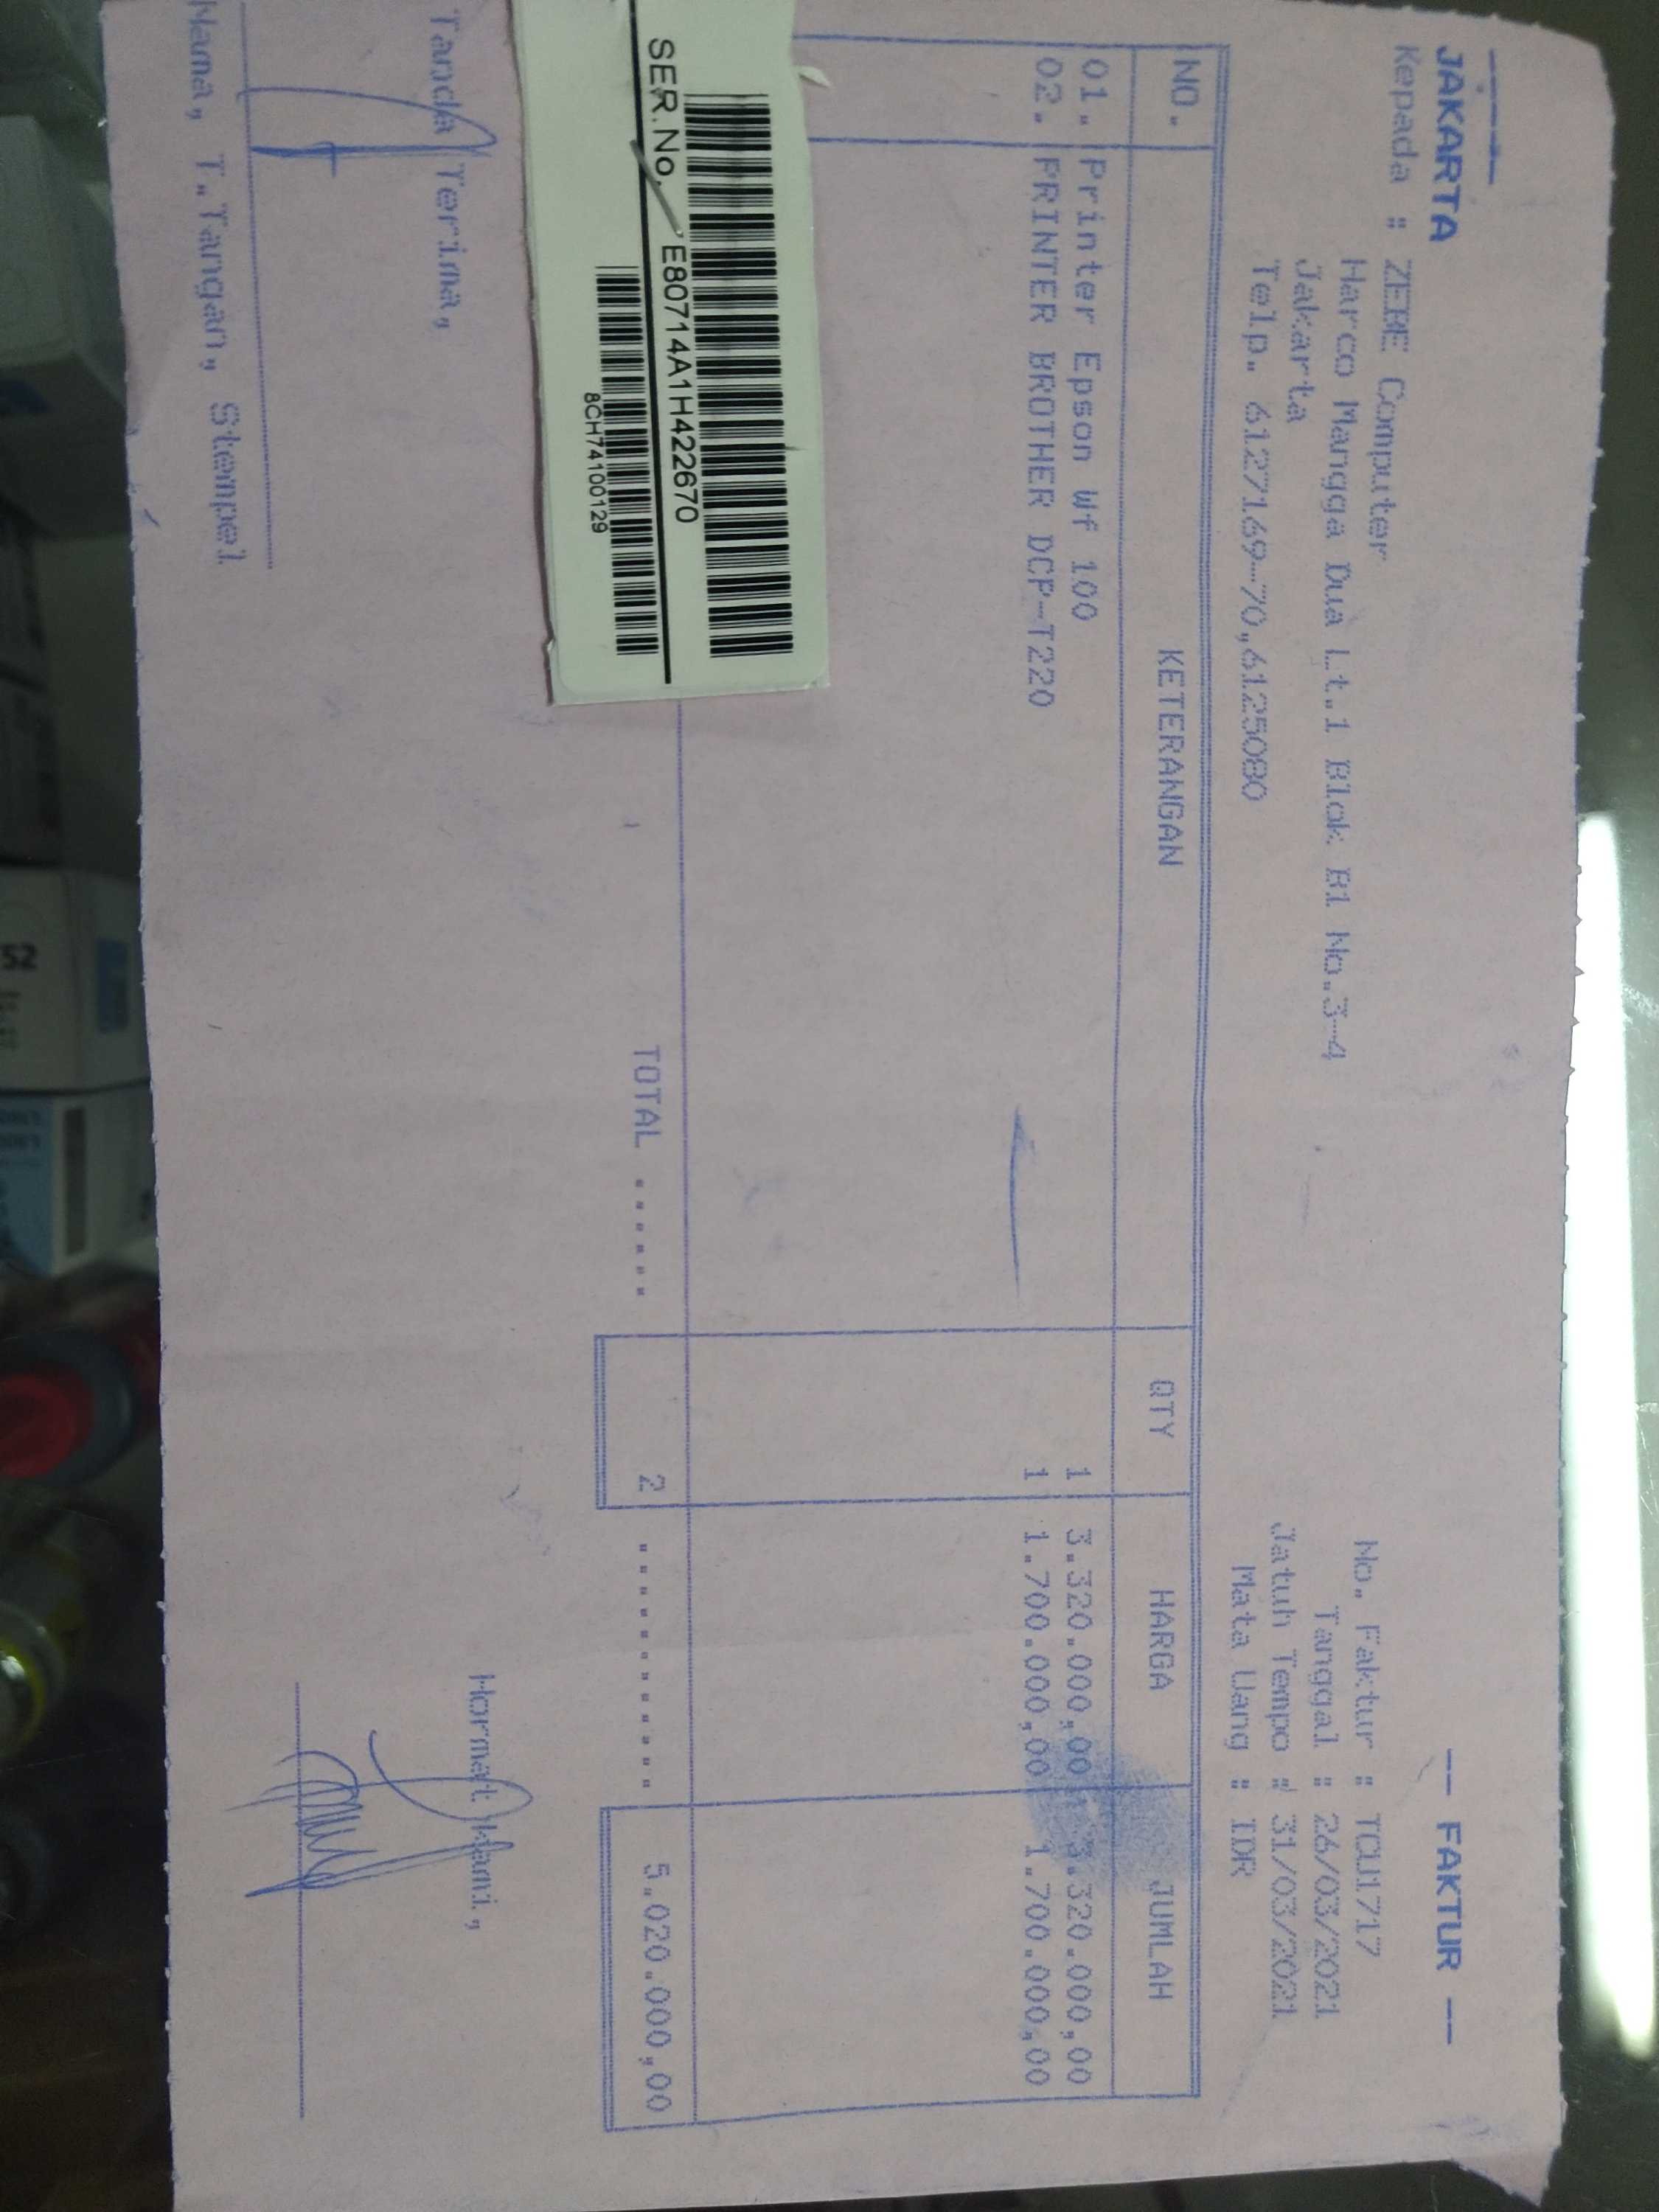 JAKARTA
— FAKTUR —
Kepada : ZEBE Computer
Harco Mangga Dua Lt.1 Blok B1 No.3-4
Jakarta
Telp. 6127169-70,6125080
No. Faktur : TCU1717
Tanggal : 26/03/2021
Jatuh Tempo : 31/03/2021
Mata Uang : IDR
NO. KETERANGAN QTY HARGA JUMLAH
01. Printer Epson Wf 100 1 3.320.000,00 3.320.000,00
02. PRINTER BROTHER DCP-T220 1 1.700.000,00 1.700.000,00
TOTAL ...... 2 ............ 5.020.000,00
SER.No. E80714A1H422670
8CH74100129
Tanda Terima,
Hormat Kami,
Nama, T.Tangan, Stempel
52